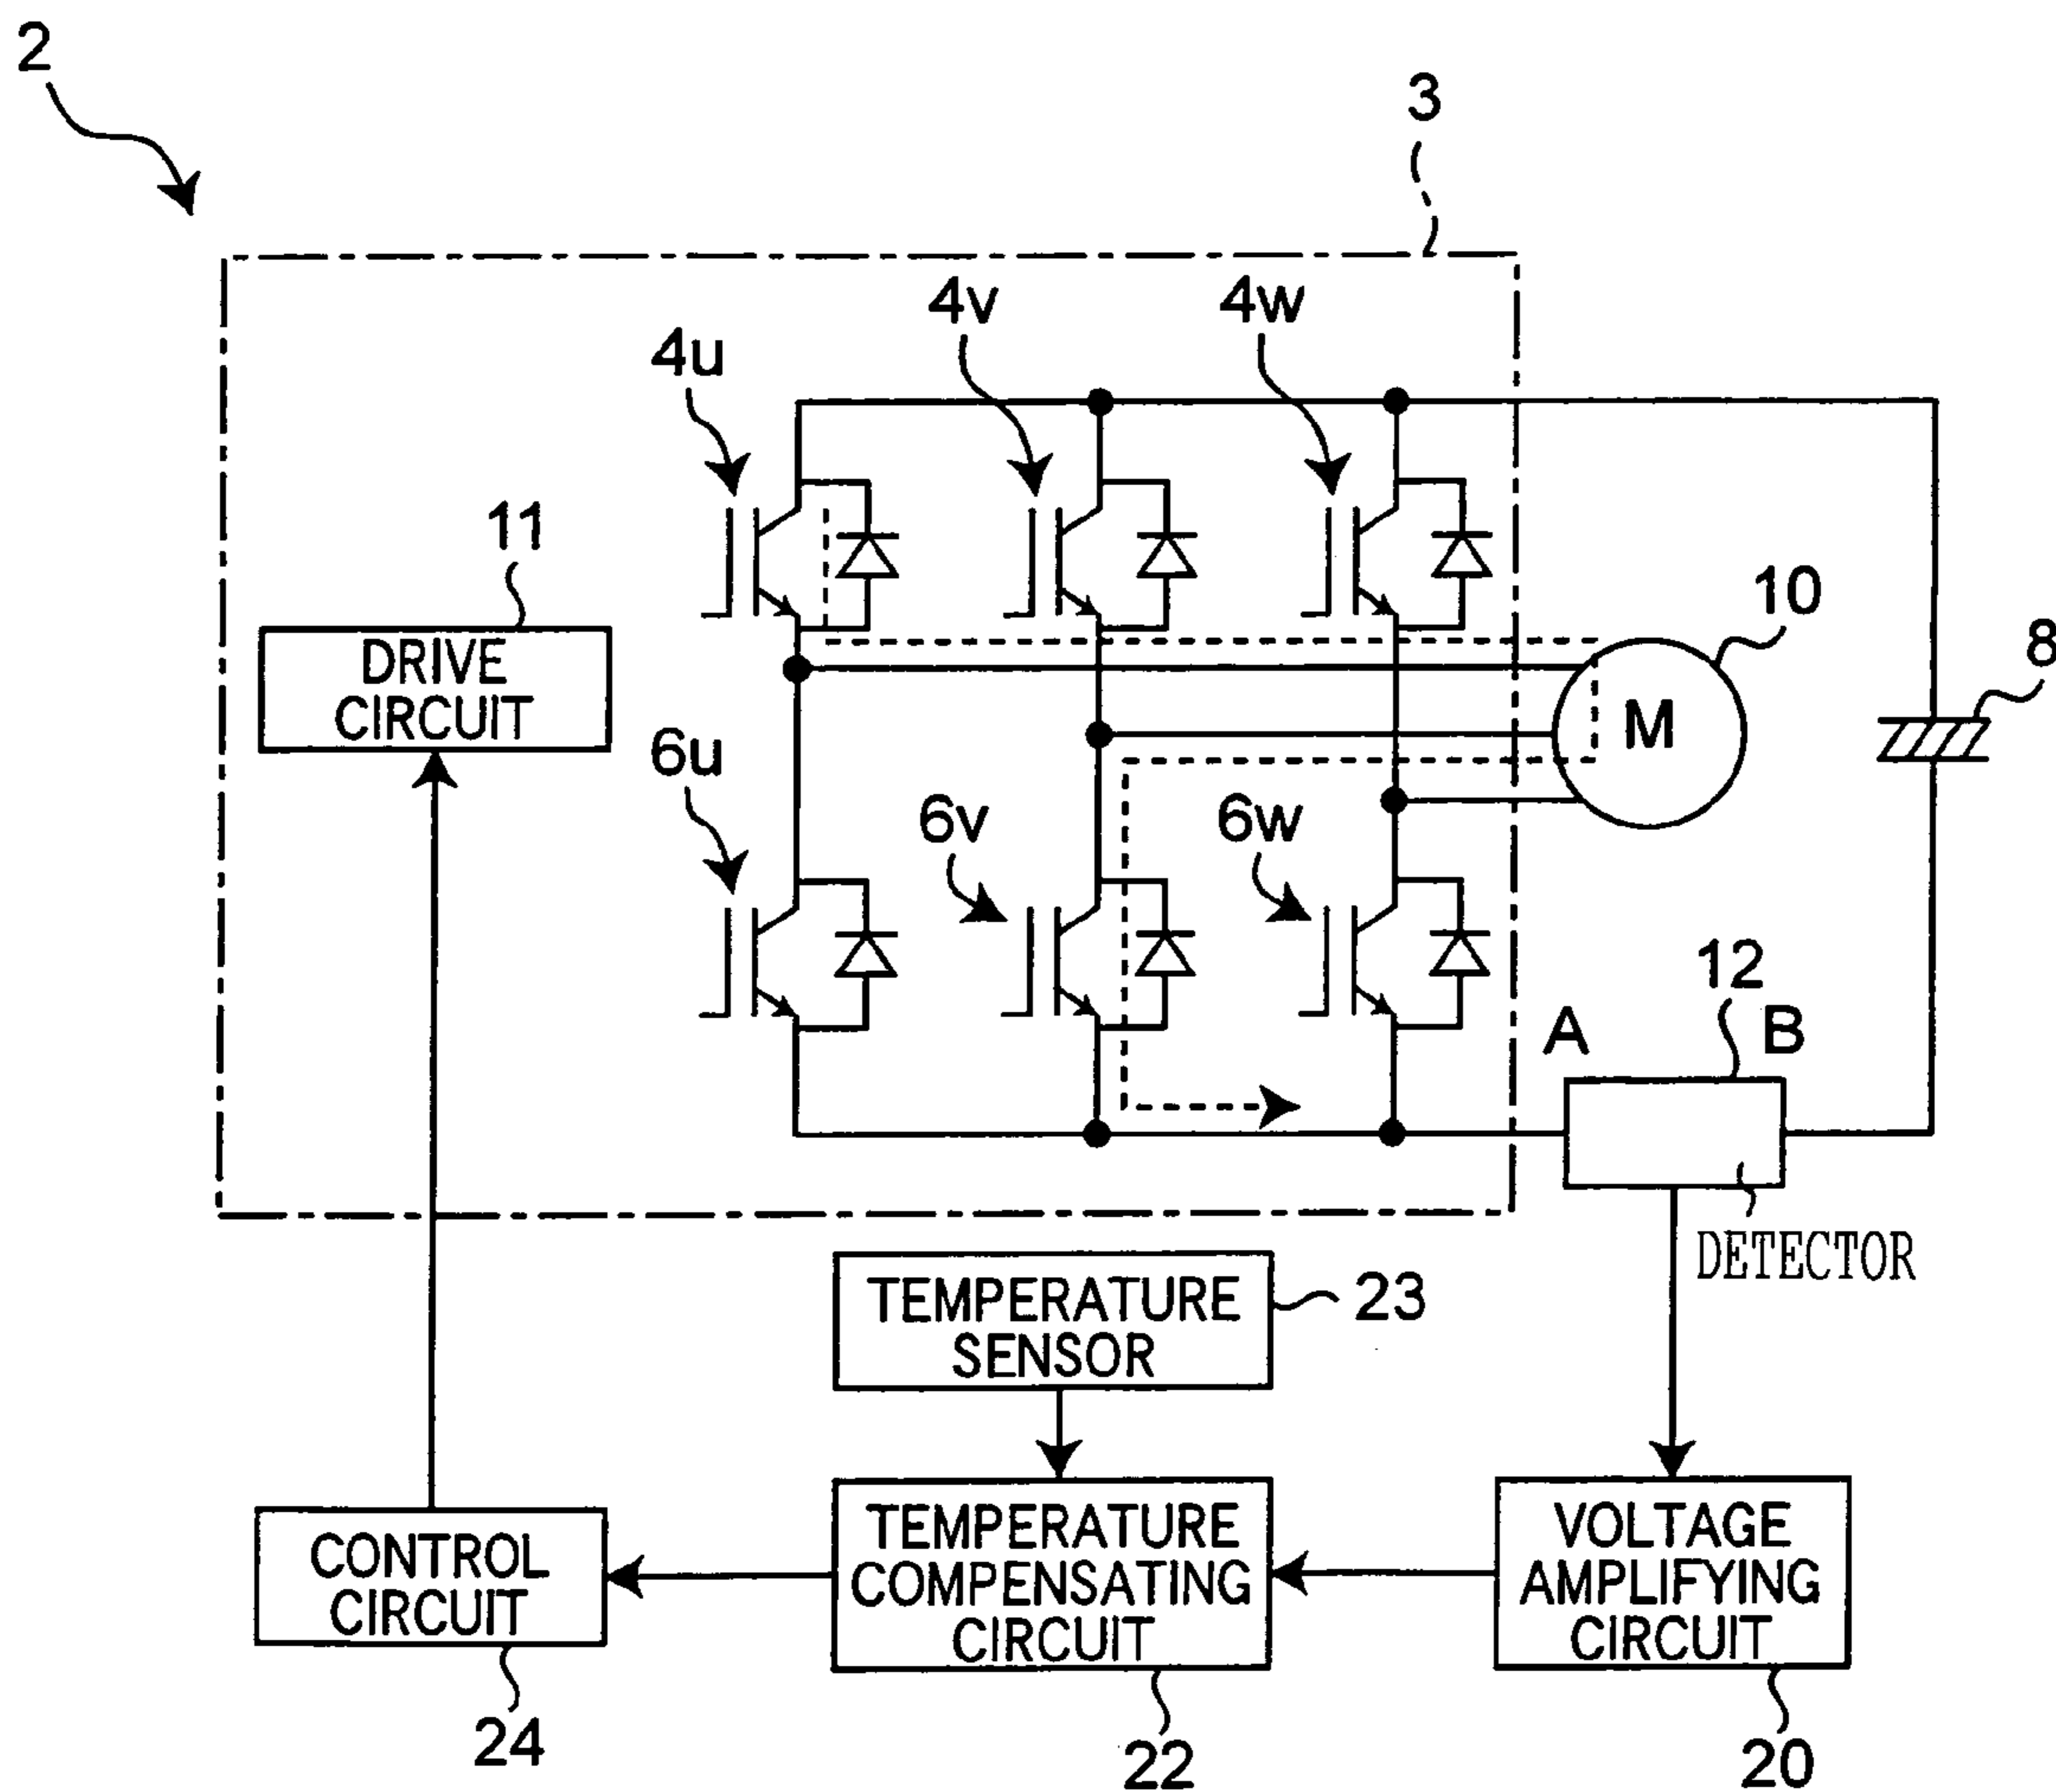 2
3
4u
4v
4w
11
DRIVE
CIRCUIT
10
M
8
6u
6v
6w
12
A
B
DETECTOR
TEMPERATURE
SENSOR
23
CONTROL
CIRCUIT
TEMPERATURE
COMPENSATING
CIRCUIT
VOLTAGE
AMPLIFYING
CIRCUIT
24
22
20